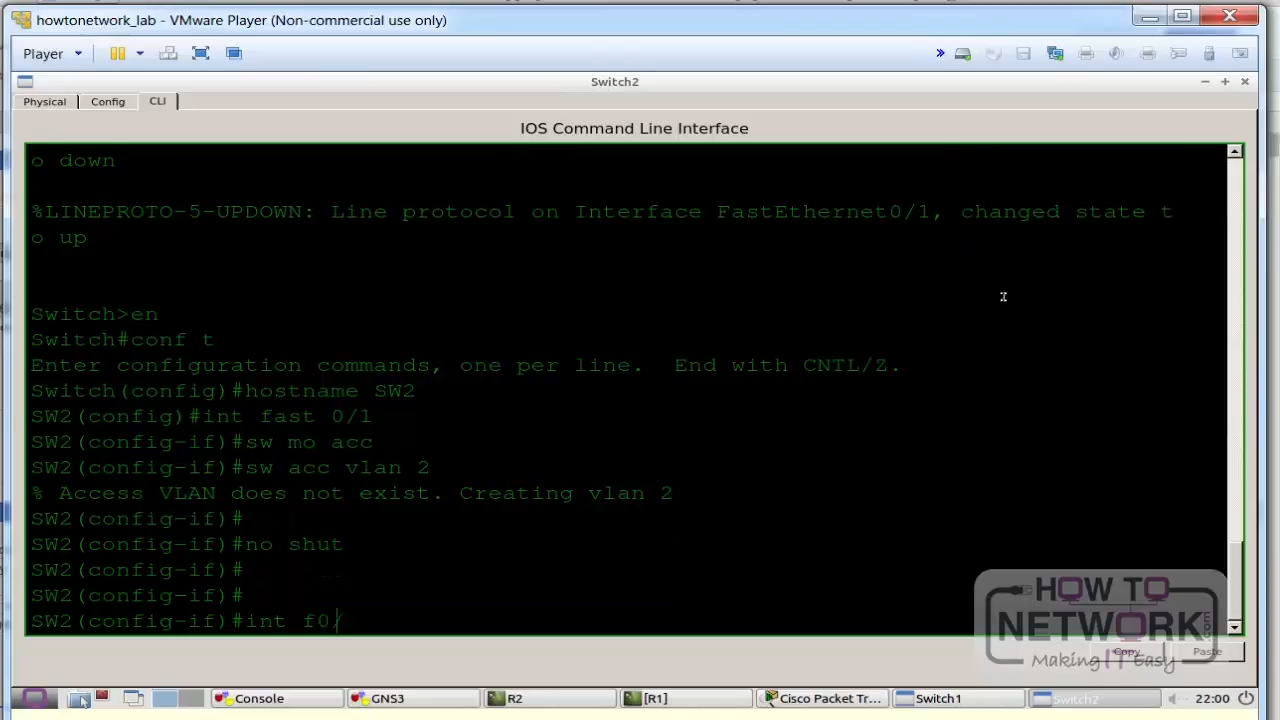 howtonetwork_lab - VMware Player (Non-commercial use only)
Player
Switch2
Physical Config CLI
IOS Command Line Interface
o down
%LINEPROTO-5-UPDOWN: Line protocol on Interface FastEthernet0/1, changed state t
o up
Switch>en
Switch#conf t
Enter configuration commands, one per line.  End with CNTL/Z.
Switch(config)#hostname SW2
SW2(config)#int fast 0/1
SW2(config-if)#sw mo acc
SW2(config-if)#sw acc vlan 2
% Access VLAN does not exist. Creating vlan 2
SW2(config-if)#
SW2(config-if)#no shut
SW2(config-if)#
SW2(config-if)#
SW2(config-if)#int f0/
HOW TO
NETWORK.com
Making IT Easy
Copy Paste
Console GNS3 R2 [R1] Cisco Packet Tr... Switch1 Switch2 22:00